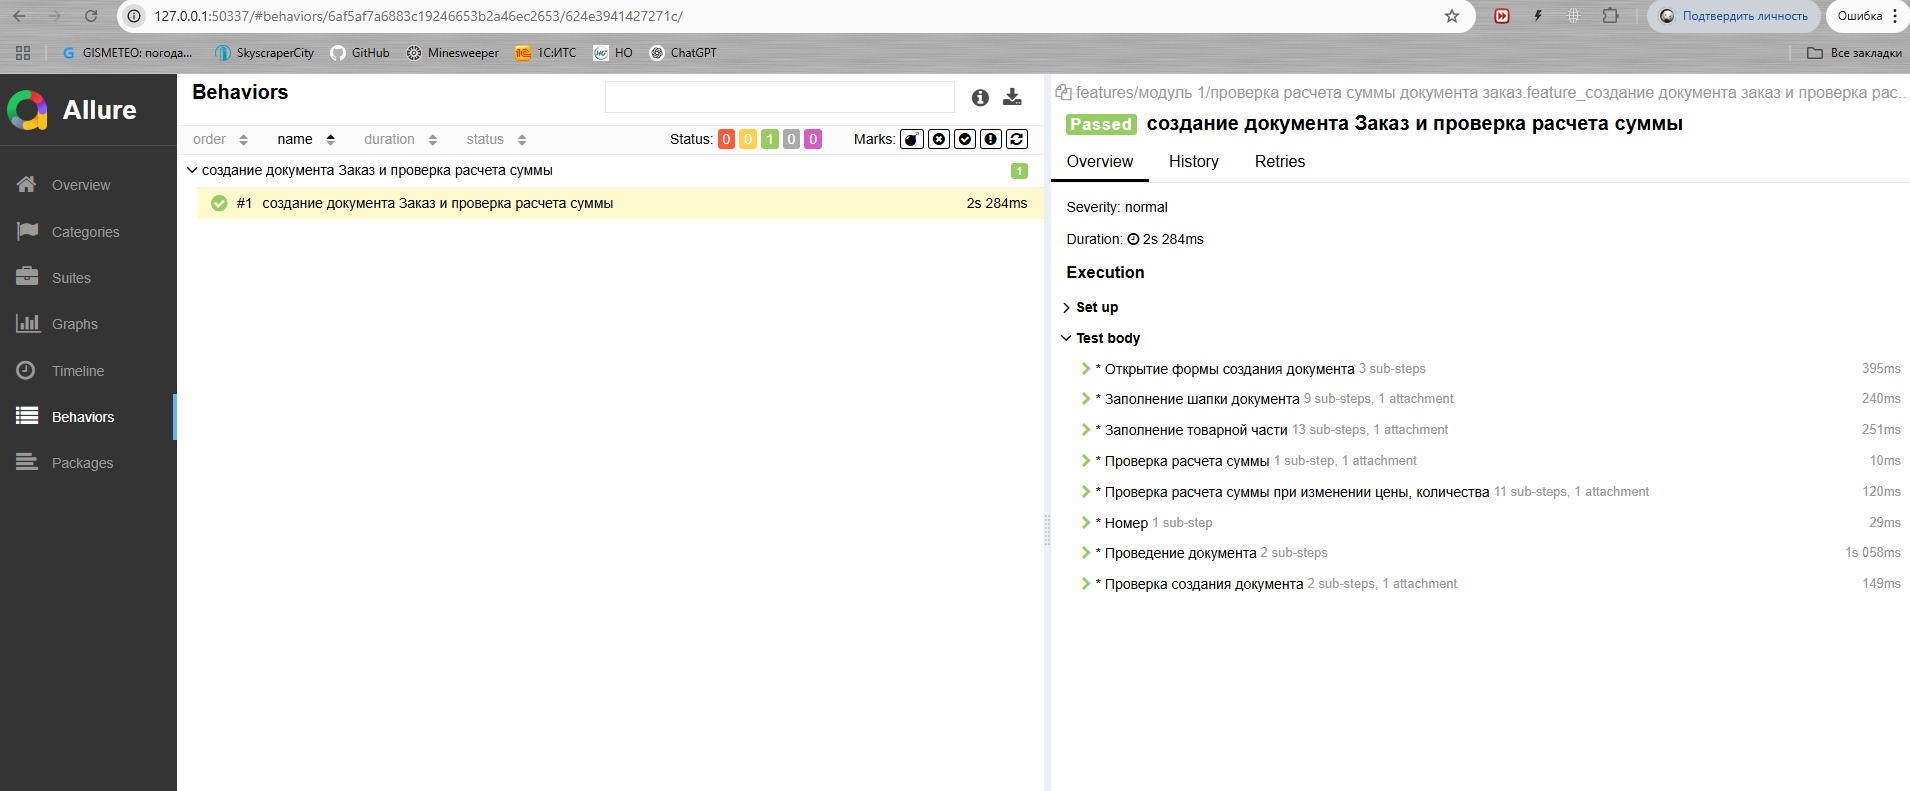 127.0.0.1:50337/#behaviors/6af5af7a6883c19246653b2a46ec2653/624e3941427271c/
Подтвердить личность
Ошибка
GISMETEO: погода...
SkyscraperCity
GitHub
Minesweeper
1С:ИТС
НО
ChatGPT
Все закладки
Allure
Overview
Categories
Suites
Graphs
Timeline
Behaviors
Packages
Behaviors
order name duration status Status: 0 0 1 0 0 Marks:
создание документа Заказ и проверка расчета суммы 1
#1 создание документа Заказ и проверка расчета суммы 2s 284ms
features/модуль 1/проверка расчета суммы документа заказ.feature_создание документа заказ и проверка рас...
Passed создание документа Заказ и проверка расчета суммы
Overview History Retries
Severity: normal
Duration: 2s 284ms
Execution
Set up
Test body
* Открытие формы создания документа 3 sub-steps 395ms
* Заполнение шапки документа 9 sub-steps, 1 attachment 240ms
* Заполнение товарной части 13 sub-steps, 1 attachment 251ms
* Проверка расчета суммы 1 sub-step, 1 attachment 10ms
* Проверка расчета суммы при изменении цены, количества 11 sub-steps, 1 attachment 120ms
* Номер 1 sub-step 29ms
* Проведение документа 2 sub-steps 1s 058ms
* Проверка создания документа 2 sub-steps, 1 attachment 149ms